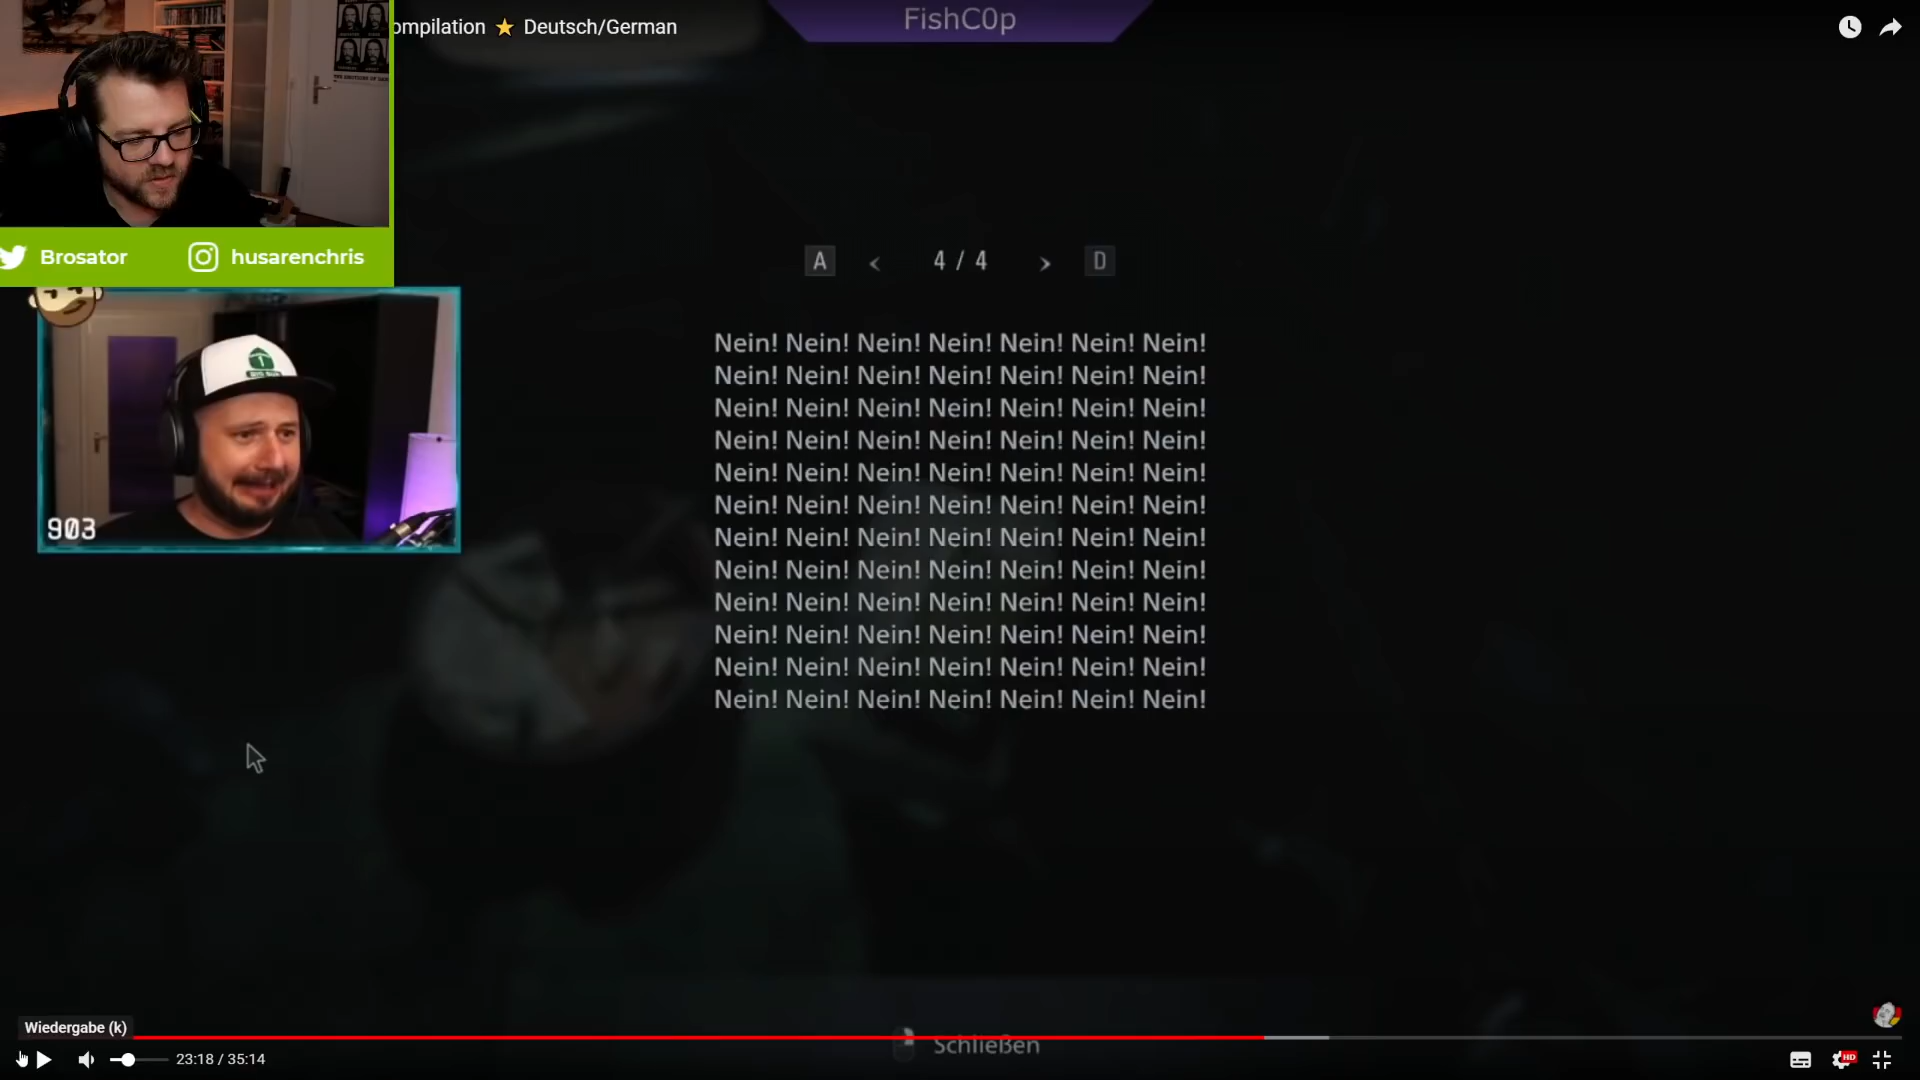 ompilation ⭐ Deutsch/German
FishC0p
Brosator husarenchris
A < 4 / 4 > D
Nein! Nein! Nein! Nein! Nein! Nein! Nein!
Nein! Nein! Nein! Nein! Nein! Nein! Nein!
Nein! Nein! Nein! Nein! Nein! Nein! Nein!
Nein! Nein! Nein! Nein! Nein! Nein! Nein!
Nein! Nein! Nein! Nein! Nein! Nein! Nein!
Nein! Nein! Nein! Nein! Nein! Nein! Nein!
Nein! Nein! Nein! Nein! Nein! Nein! Nein!
Nein! Nein! Nein! Nein! Nein! Nein! Nein!
Nein! Nein! Nein! Nein! Nein! Nein! Nein!
Nein! Nein! Nein! Nein! Nein! Nein! Nein!
Nein! Nein! Nein! Nein! Nein! Nein! Nein!
Nein! Nein! Nein! Nein! Nein! Nein! Nein!
903
Wiedergabe (k)
Schließen
23:18 / 35:14
HD